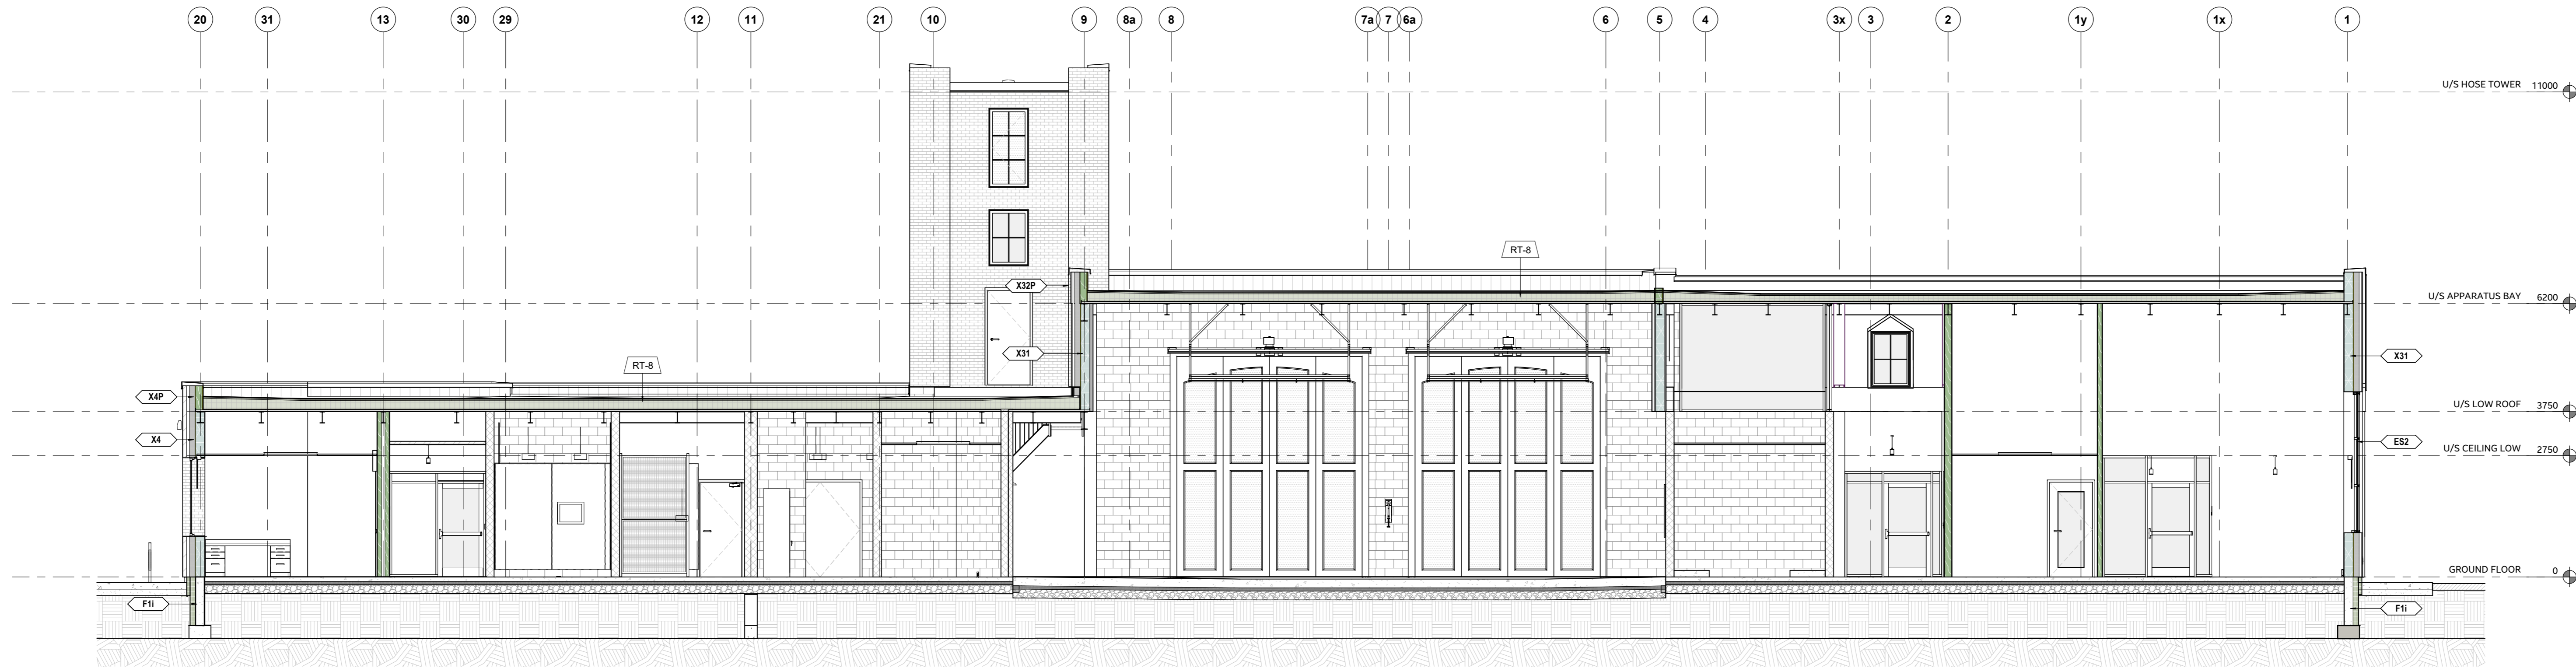 20 31 13 30 29 12 11 21 10 9 8a 8 7a 7 6a 6 5 4 3x 3 2 1y 1x 1
U/S HOSE TOWER 11000
RT-8
X32P
U/S APPARATUS BAY 6200
X31
X31
RT-8
X4P
U/S LOW ROOF 3750
X4
ES2
U/S CEILING LOW 2750
GROUND FLOOR 0
F1i
F1i